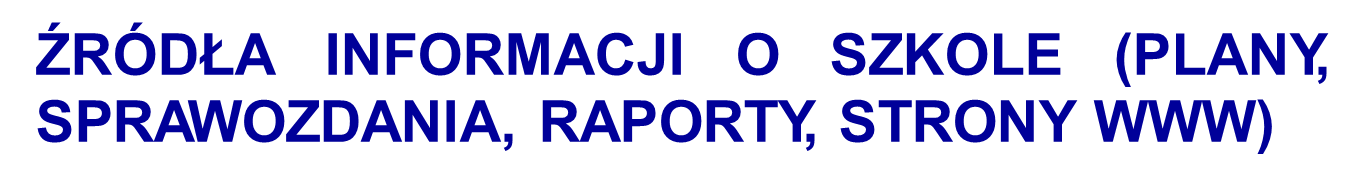 ŹRÓDŁA INFORMACJI O SZKOLE (PLANY,
SPRAWOZDANIA, RAPORTY, STRONY WWW)